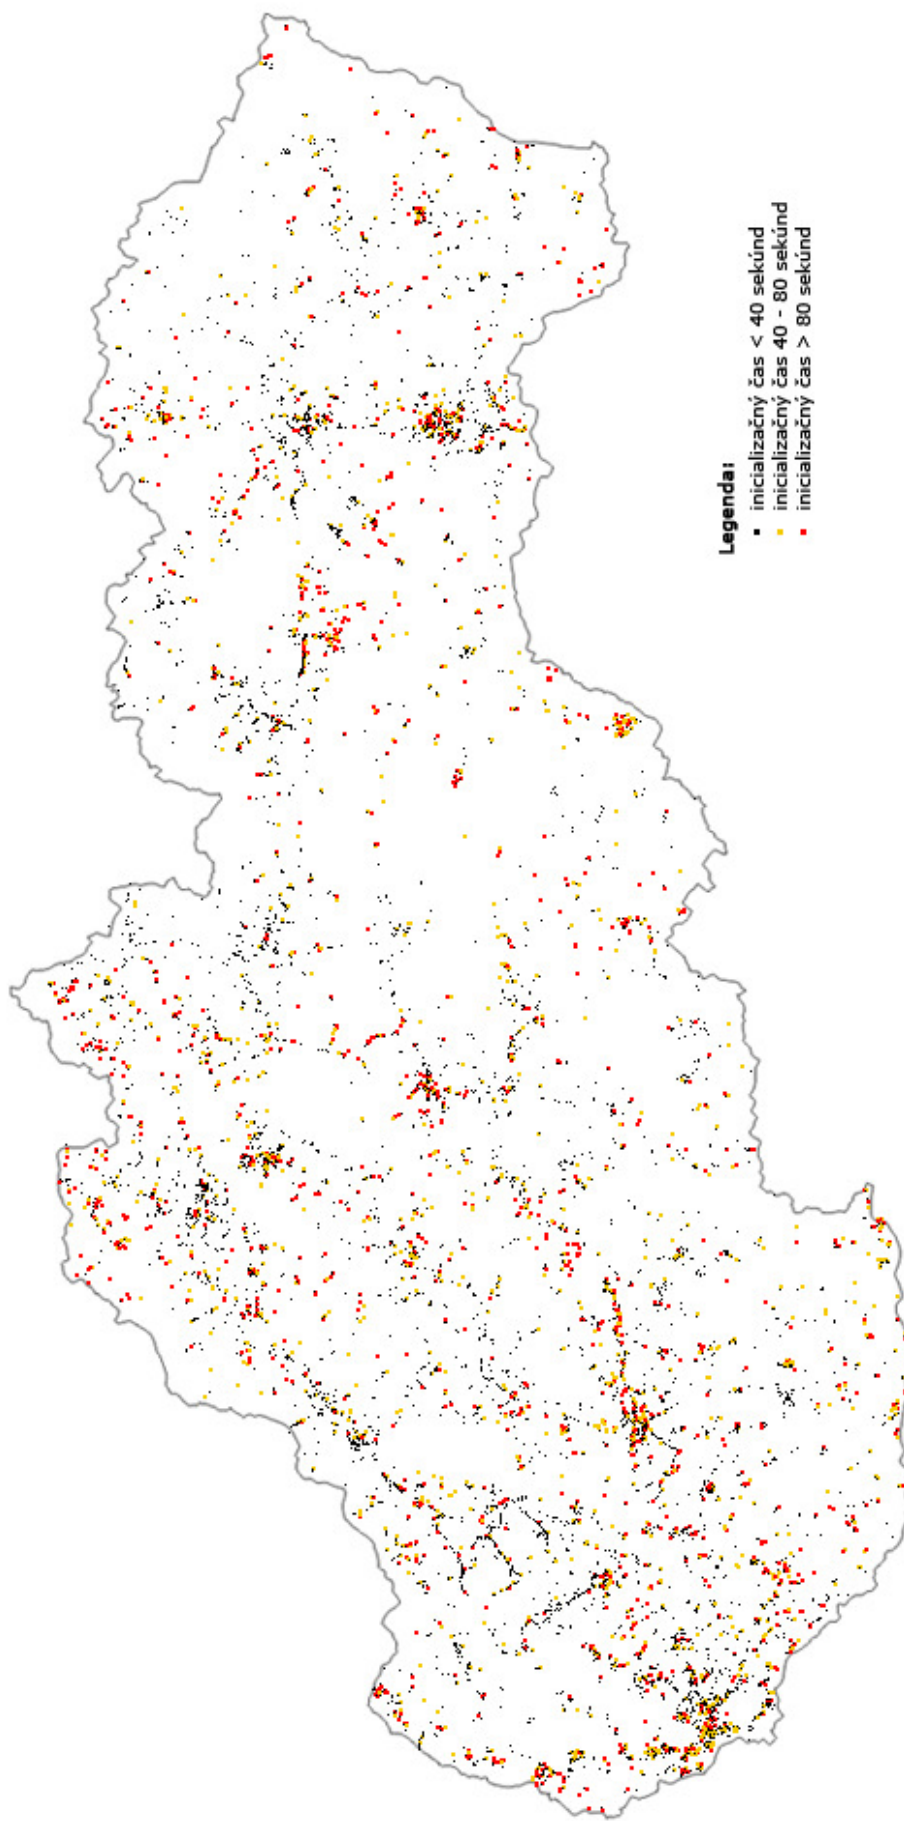 Legenda:
inicializačný čas < 40 sekúnd
inicializačný čas 40 - 80 sekúnd
inicializačný čas > 80 sekúnd